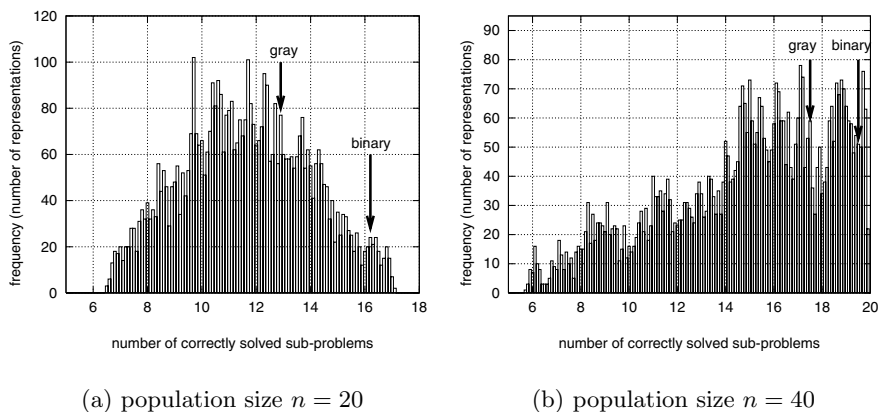 frequency (number of representations)
120
100
80
60
40
20
0
6 8 10 12 14 16 18
gray
binary
number of correctly solved sub-problems
(a) population size n = 20
frequency (number of representations)
90
80
70
60
50
40
30
20
10
0
6 8 10 12 14 16 18 20
gray binary
number of correctly solved sub-problems
(b) population size n = 40